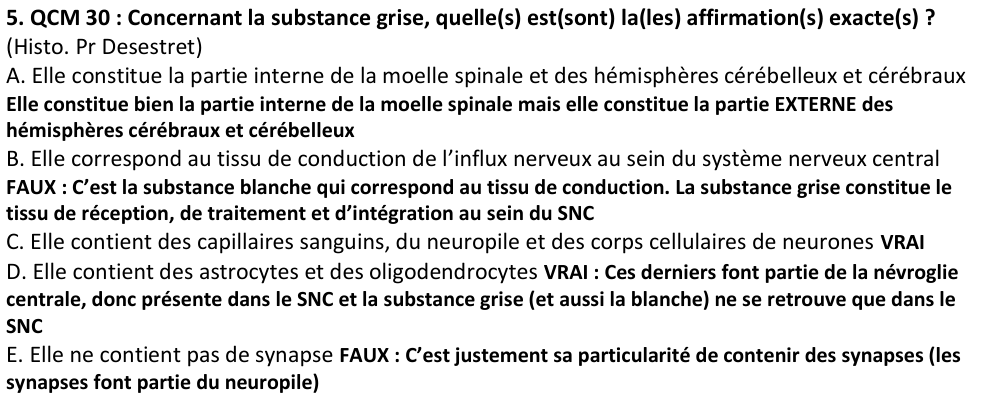 5. QCM 30 : Concernant la substance grise, quelle(s) est(sont) la(les) affirmation(s) exacte(s) ?
(Histo. Pr Desestret)
A. Elle constitue la partie interne de la moelle spinale et des hémisphères cérébelleux et cérébraux
Elle constitue bien la partie interne de la moelle spinale mais elle constitue la partie EXTERNE des
hémisphères cérébraux et cérébelleux
B. Elle correspond au tissu de conduction de l’influx nerveux au sein du système nerveux central
FAUX : C’est la substance blanche qui correspond au tissu de conduction. La substance grise constitue le
tissu de réception, de traitement et d’intégration au sein du SNC
C. Elle contient des capillaires sanguins, du neuropile et des corps cellulaires de neurones VRAI
D. Elle contient des astrocytes et des oligodendrocytes VRAI : Ces derniers font partie de la névroglie
centrale, donc présente dans le SNC et la substance grise (et aussi la blanche) ne se retrouve que dans le
SNC
E. Elle ne contient pas de synapse FAUX : C’est justement sa particularité de contenir des synapses (les
synapses font partie du neuropile)